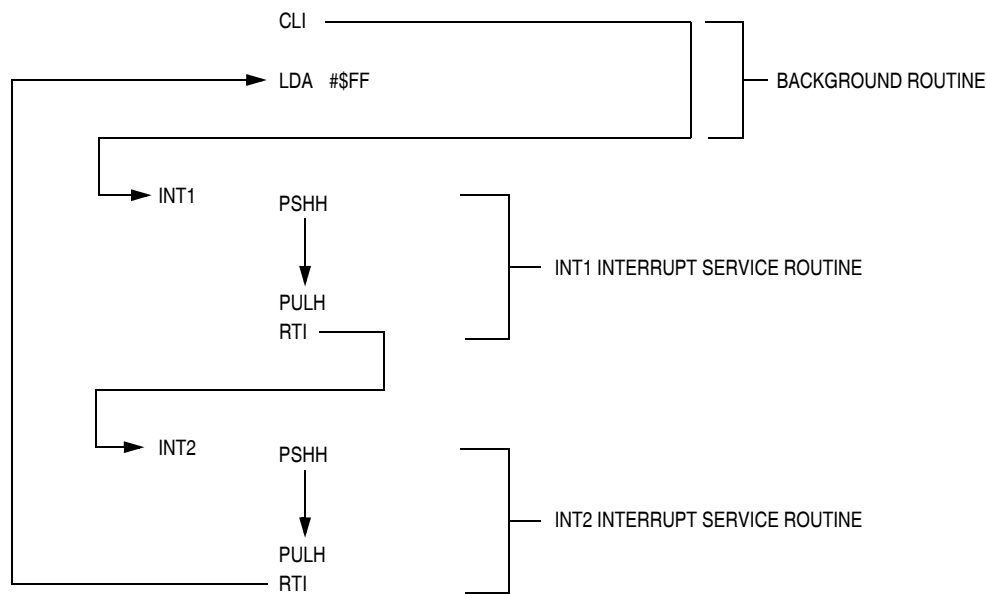 CLI
LDA #$FF
BACKGROUND ROUTINE
INT1
PSHH
INT1 INTERRUPT SERVICE ROUTINE
PULH
RTI
INT2
PSHH
INT2 INTERRUPT SERVICE ROUTINE
PULH
RTI